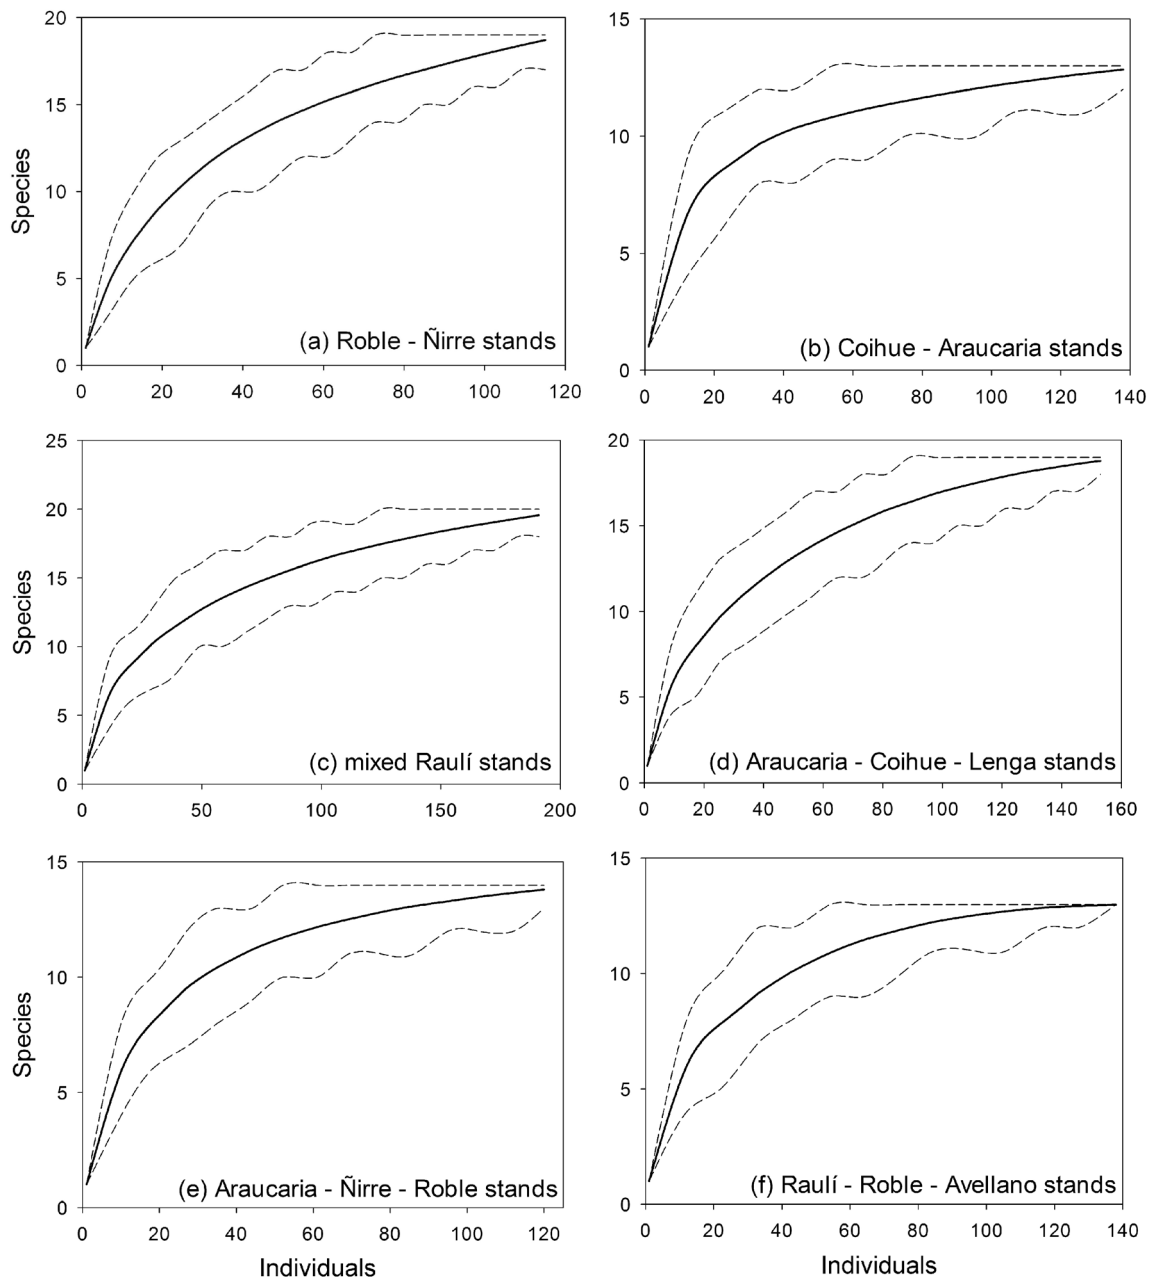 20
15
10
5
0
Species
(a) Roble - Ñirre stands
0 20 40 60 80 100 120
15
10
5
0
(b) Coihue - Araucaria stands
0 20 40 60 80 100 120 140
25
20
15
10
5
0
Species
(c) mixed Raulí stands
0 50 100 150 200
20
15
10
5
0
(d) Araucaria - Coihue - Lenga stands
0 20 40 60 80 100 120 140 160
15
10
5
0
Species
(e) Araucaria - Ñirre - Roble stands
0 20 40 60 80 100 120
Individuals
15
10
5
0
(f) Raulí - Roble - Avellano stands
0 20 40 60 80 100 120 140
Individuals